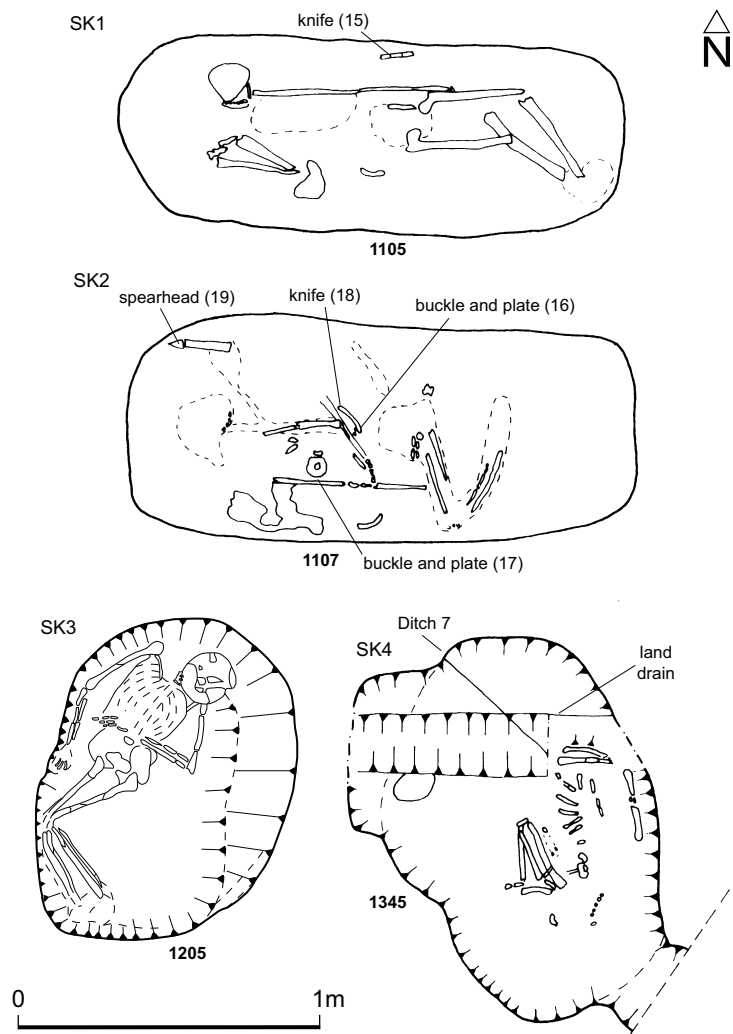 SK1
knife (15)
N
1105
SK2
spearhead (19)
knife (18)
buckle and plate (16)
1107
buckle and plate (17)
SK3
Ditch 7
SK4
land
drain
1345
1205
0
1m